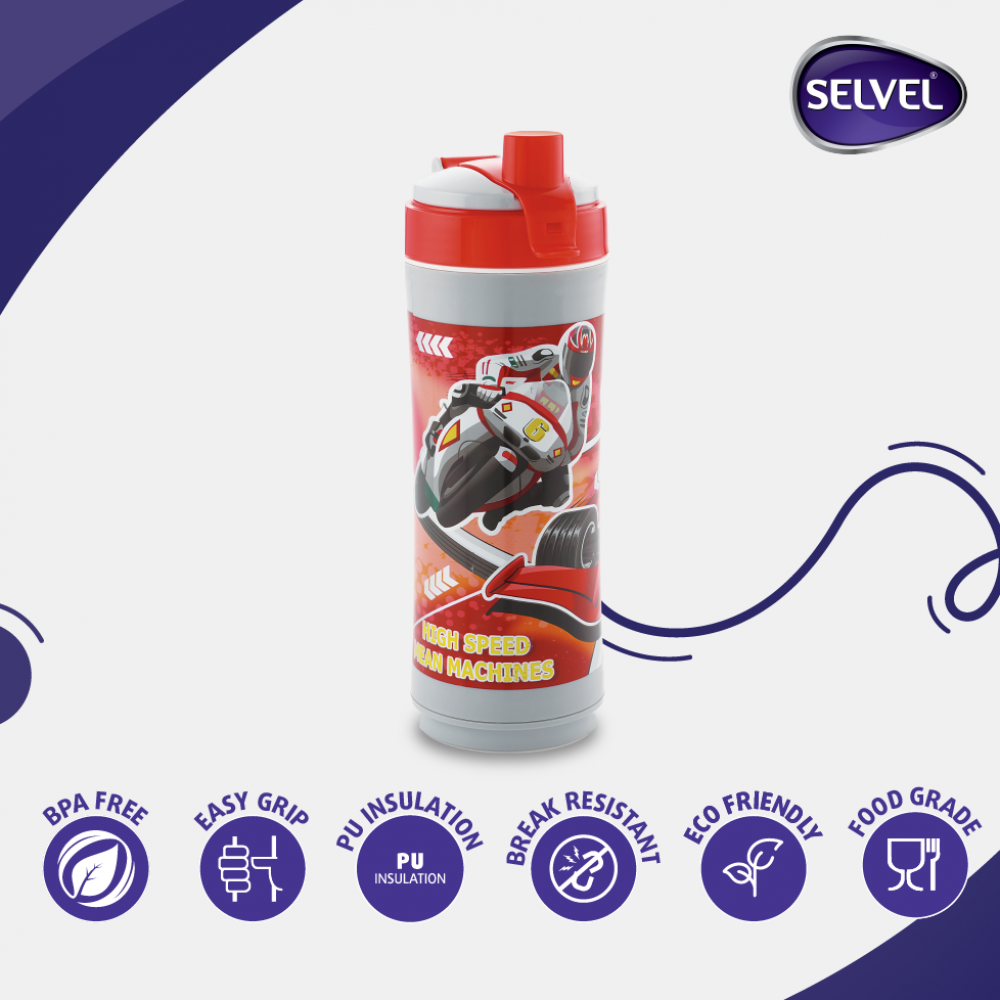 SELVEL®
6
HIGH SPEED
MEAN MACHINES
BPA FREE
EASY GRIP
PU INSULATION
BREAK RESISTANT
ECO FRIENDLY
FOOD GRADE
PU
INSULATION